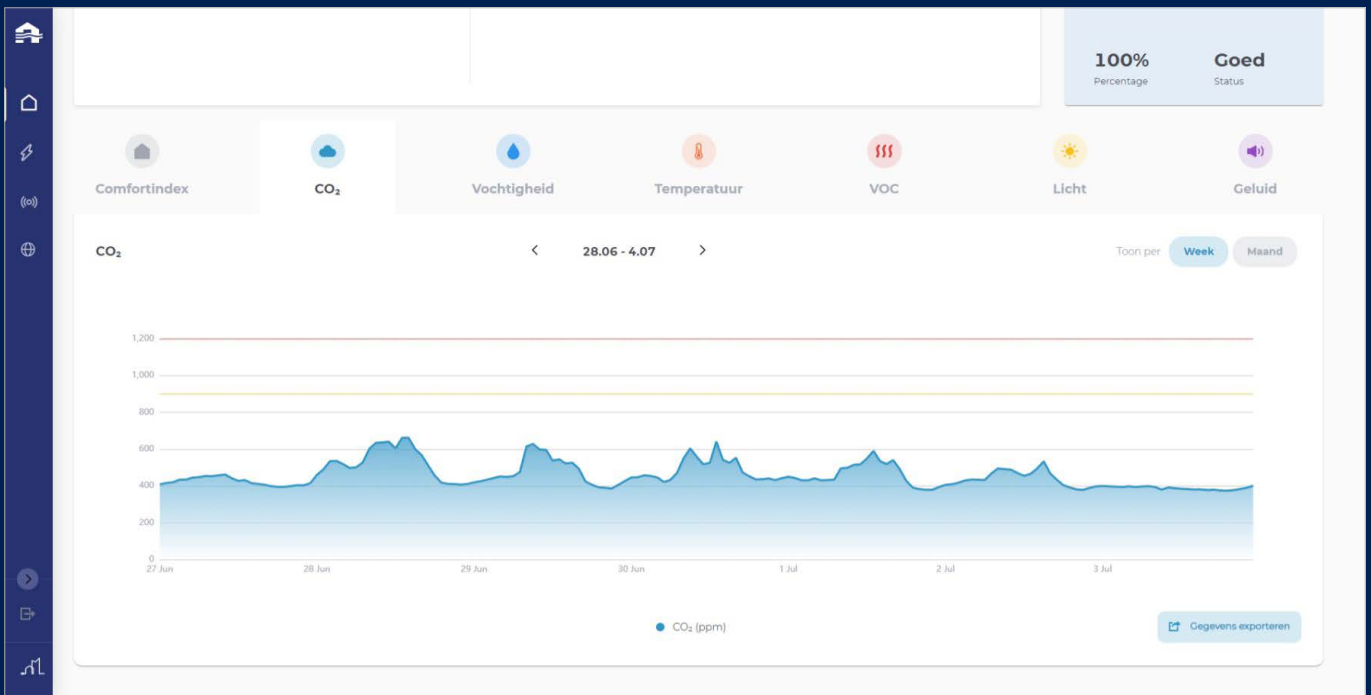 100% Goed
Percentage Status
Comfortindex CO₂ Vochtigheid Temperatuur VOC Licht Geluid
CO₂ 28.06 - 4.07 Toon per Week Maand
1,200
1,000
800
600
400
200
0
27 Jun 28 Jun 29 Jun 30 Jun 1 Jul 2 Jul 3 Jul
CO₂ (ppm)
Gegevens exporteren